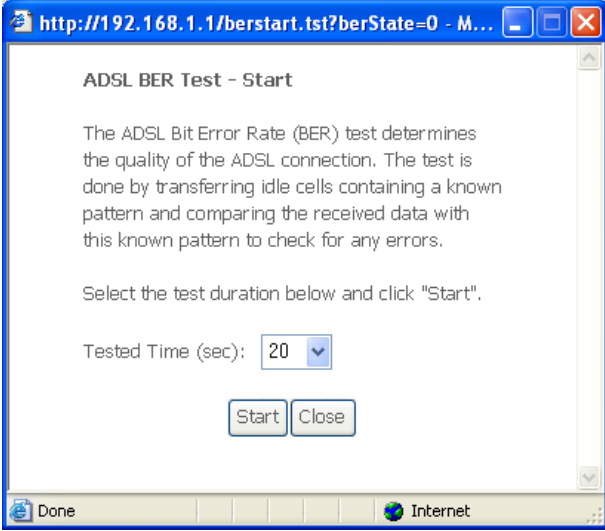 http://192.168.1.1/berstart.tst?berState=0 - M...
ADSL BER Test - Start
The ADSL Bit Error Rate (BER) test determines
the quality of the ADSL connection. The test is
done by transferring idle cells containing a known
pattern and comparing the received data with
this known pattern to check for any errors.
Select the test duration below and click "Start".
Tested Time (sec): 20
Start Close
Done Internet